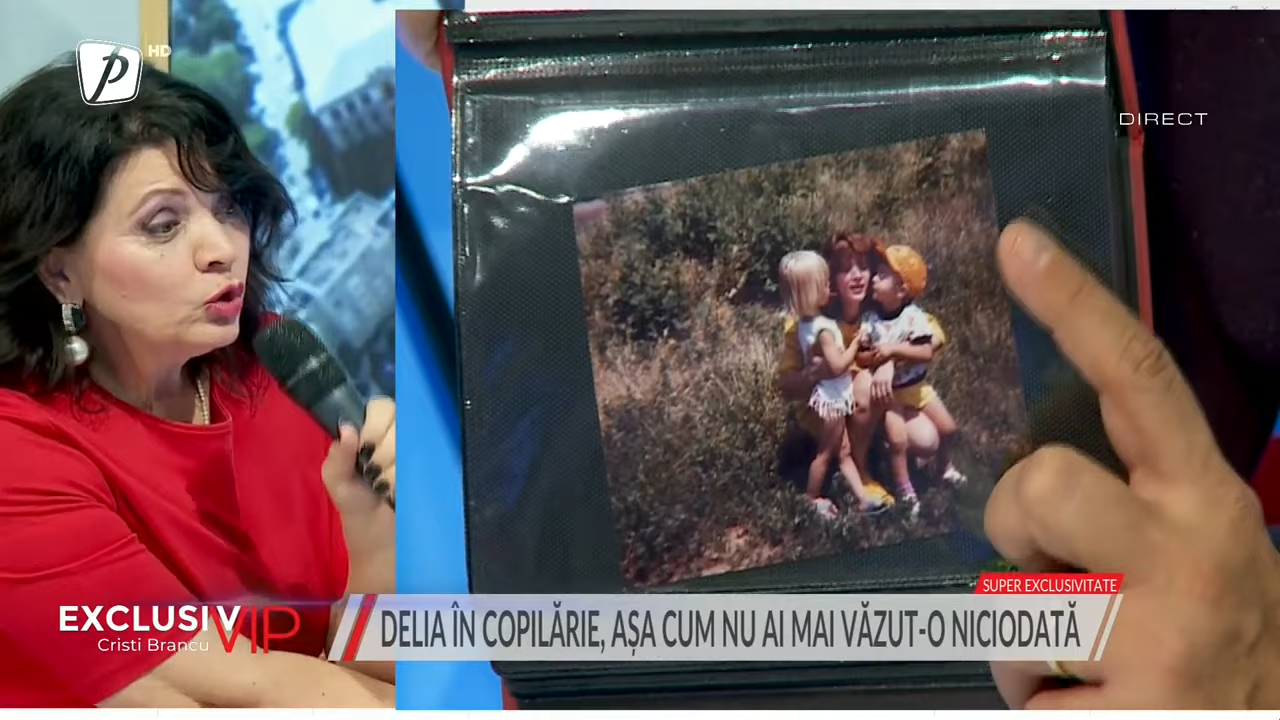 p HD
DIRECT
SUPER EXCLUSIVITATE
EXCLUSIV VIP
Cristi Brancu
DELIA ÎN COPILĂRIE, AȘA CUM NU AI MAI VĂZUT-O NICIODATĂ